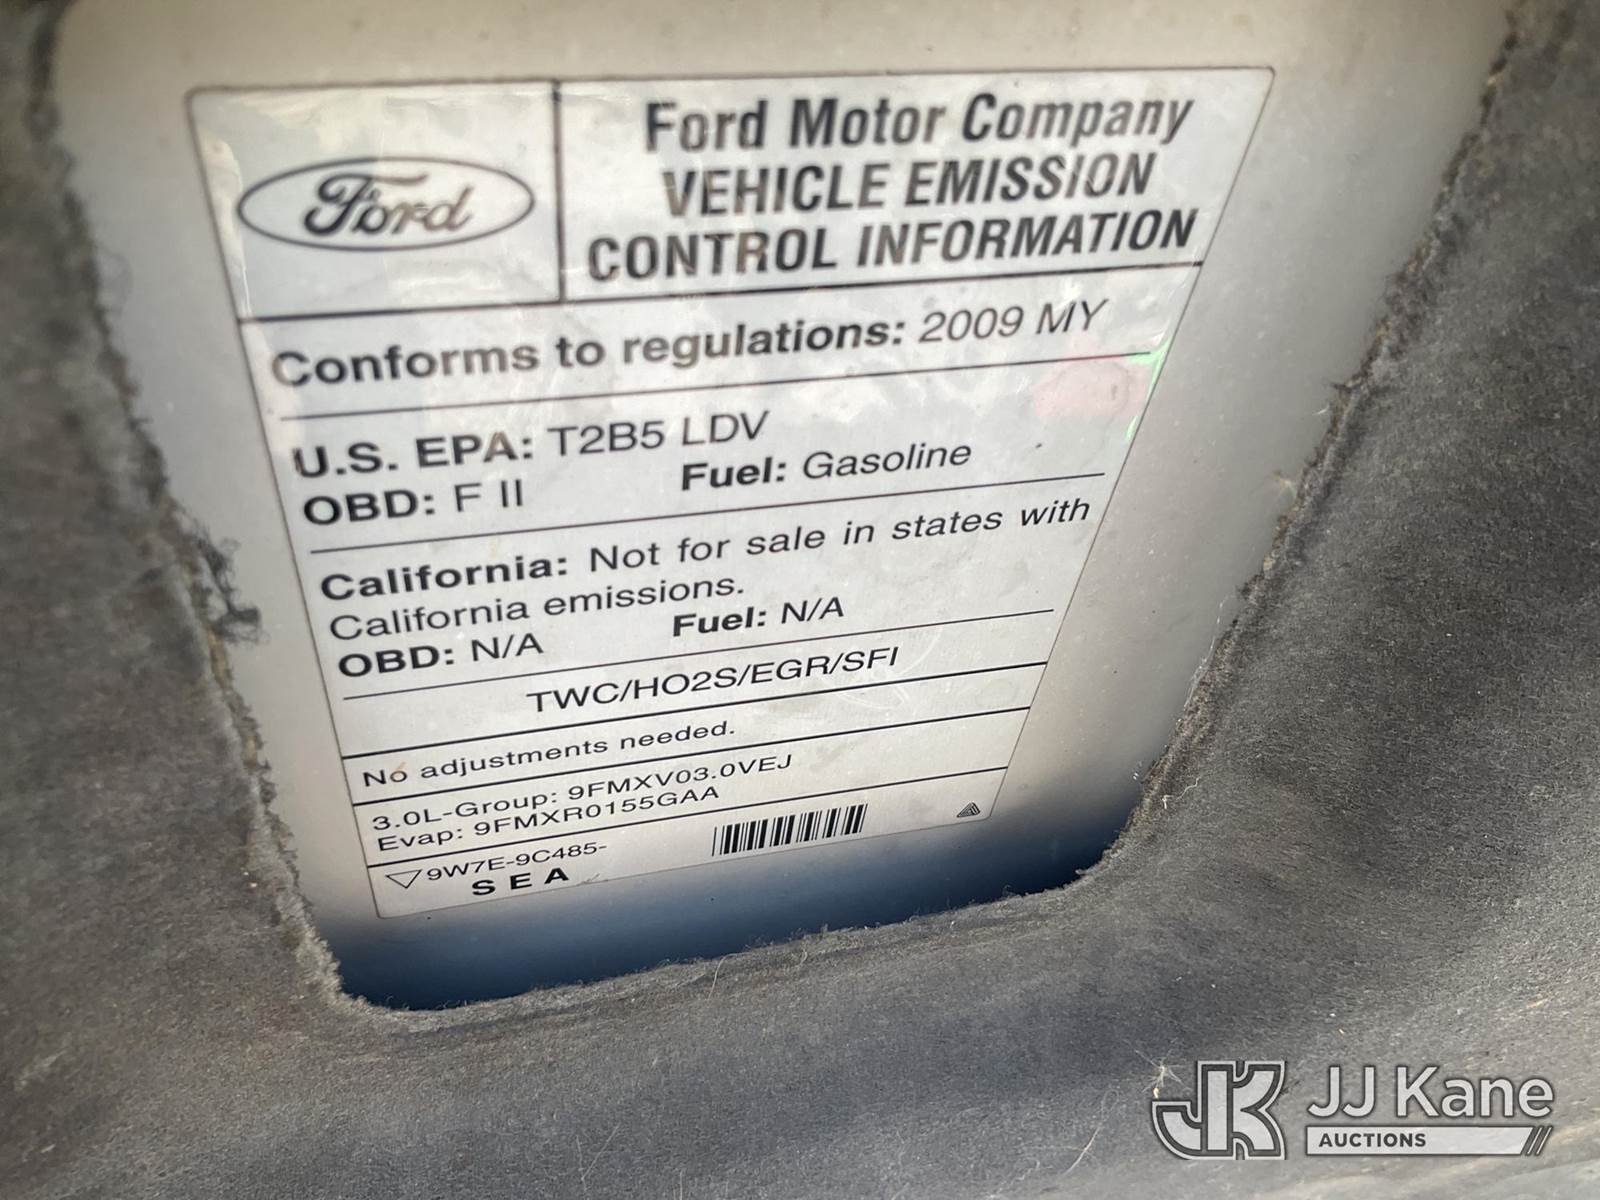 Ford
Ford Motor Company
VEHICLE EMISSION
CONTROL INFORMATION
Conforms to regulations: 2009 MY
U.S. EPA: T2B5 LDV
OBD: F II Fuel: Gasoline
California: Not for sale in states with
California emissions.
OBD: N/A Fuel: N/A
TWC/HO2S/EGR/SFI
No adjustments needed.
3.0L-Group: 9FMXV03.0VEJ
Evap: 9FMXR0155GAA
9W7E-9C485-
SEA
JK JJ Kane
AUCTIONS